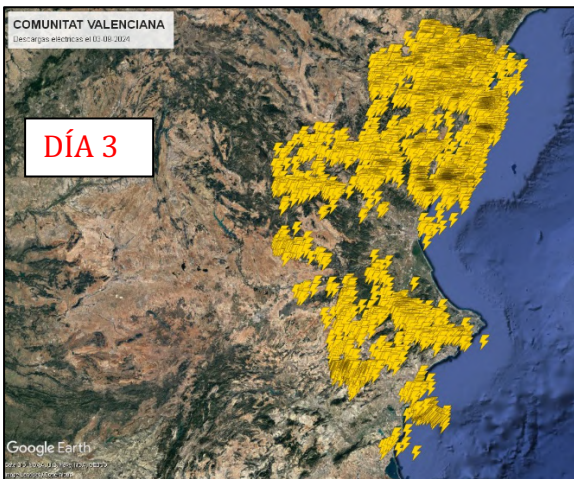 COMUNITAT VALENCIANA
Descargas eléctricas el 03-08-2024
DÍA 3
Google Earth